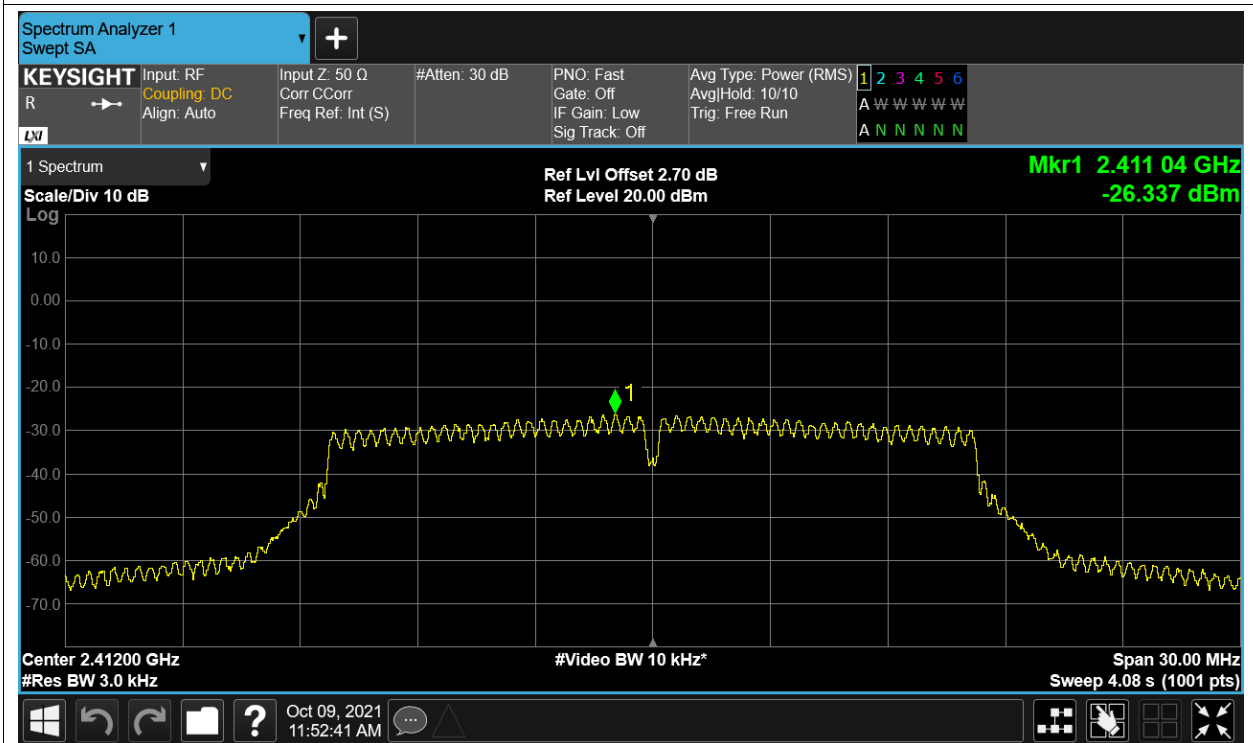 Spectrum Analyzer 1
Swept SA
KEYSIGHT
R
LXI
Input: RF
Coupling: DC
Align: Auto
Input Z: 50 Ω
Corr CCorr
Freq Ref: Int (S)
#Atten: 30 dB
PNO: Fast
Gate: Off
IF Gain: Low
Sig Track: Off
Avg Type: Power (RMS)
Avg|Hold: 10/10
Trig: Free Run
1 2 3 4 5 6
A W W W W W
A N N N N N
1 Spectrum
Scale/Div 10 dB
Ref Lvl Offset 2.70 dB
Ref Level 20.00 dBm
Mkr1 2.411 04 GHz
-26.337 dBm
Log
10.0
0.00
-10.0
-20.0
-30.0
-40.0
-50.0
-60.0
-70.0
1
Center 2.41200 GHz
#Res BW 3.0 kHz
#Video BW 10 kHz*
Span 30.00 MHz
Sweep 4.08 s (1001 pts)
?
Oct 09, 2021
11:52:41 AM